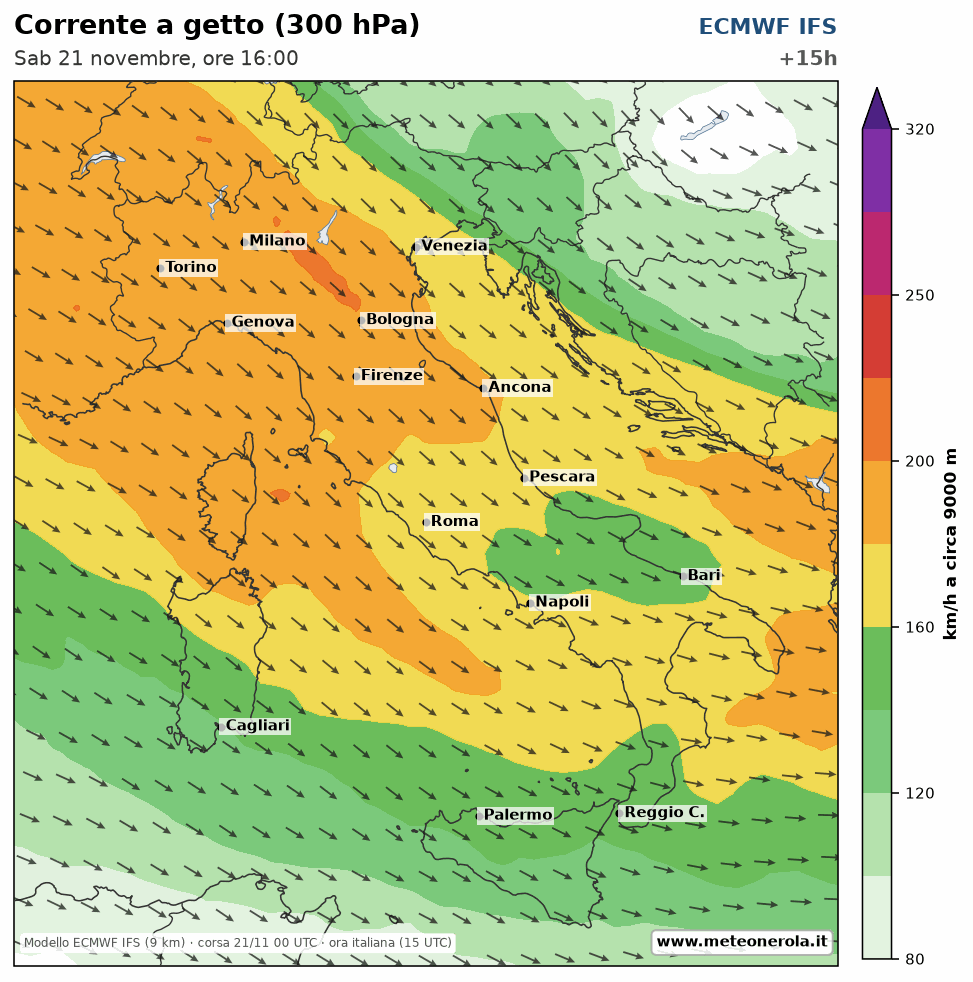 Corrente a getto (300 hPa)
ECMWF IFS
Sab 21 novembre, ore 16:00
+15h
320
250
200
160
120
80
km/h a circa 9000 m
Milano
Venezia
Torino
Genova
Bologna
Firenze
Ancona
Pescara
Roma
Bari
Napoli
Cagliari
Palermo
Reggio C.
Modello ECMWF IFS (9 km) · corsa 21/11 00 UTC · ora italiana (15 UTC)
www.meteonerola.it